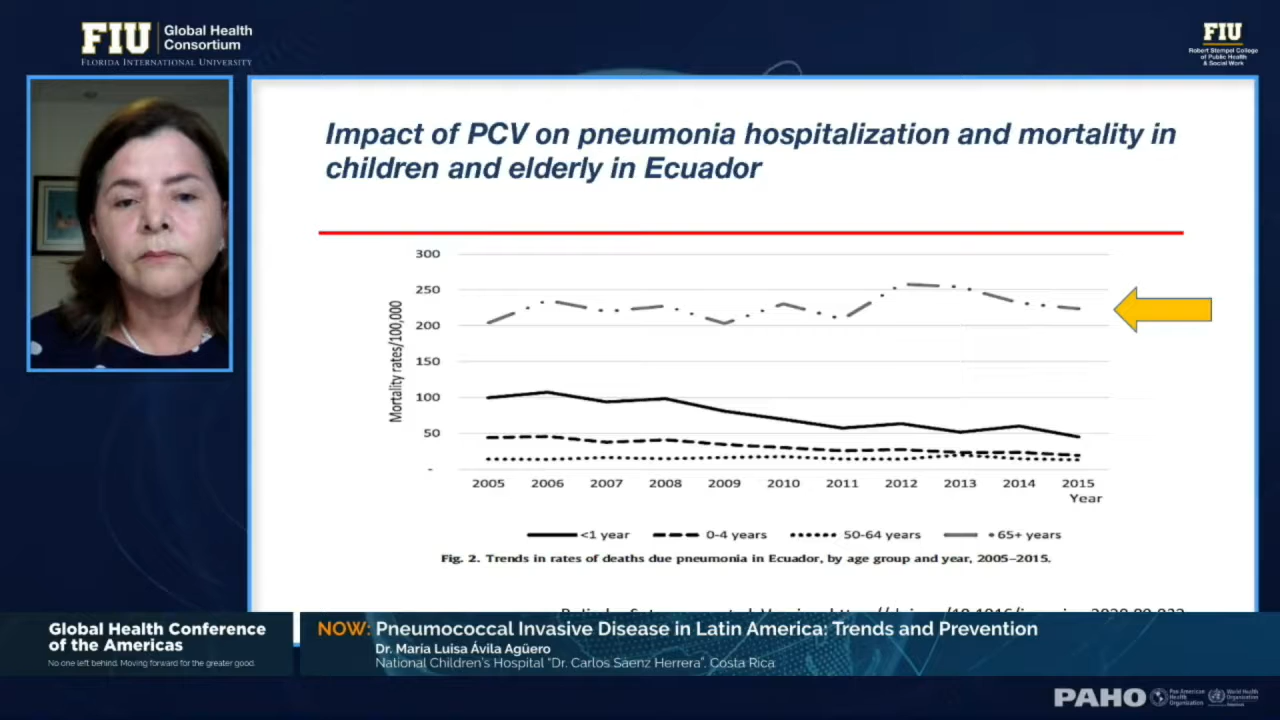 FIU
Global Health
Consortium
FLORIDA INTERNATIONAL UNIVERSITY
FIU
Robert Stempel College
of Public Health
& Social Work
Impact of PCV on pneumonia hospitalization and mortality in
children and elderly in Ecuador
Mortality rates/100,000
300
250
200
150
100
50
-
2005 2006 2007 2008 2009 2010 2011 2012 2013 2014 2015
Year
<1 year 0-4 years 50-64 years 65+ years
Fig. 2. Trends in rates of deaths due pneumonia in Ecuador, by age group and year, 2005–2015.
Global Health Conference
of the Americas
No one left behind. Moving forward for the greater good.
NOW: Pneumococcal Invasive Disease in Latin America: Trends and Prevention
Dr. María Luisa Ávila Agüero
National Children's Hospital "Dr. Carlos Sáenz Herrera". Costa Rica
PAHO
Pan American
Health
Organization
World Health
Organization